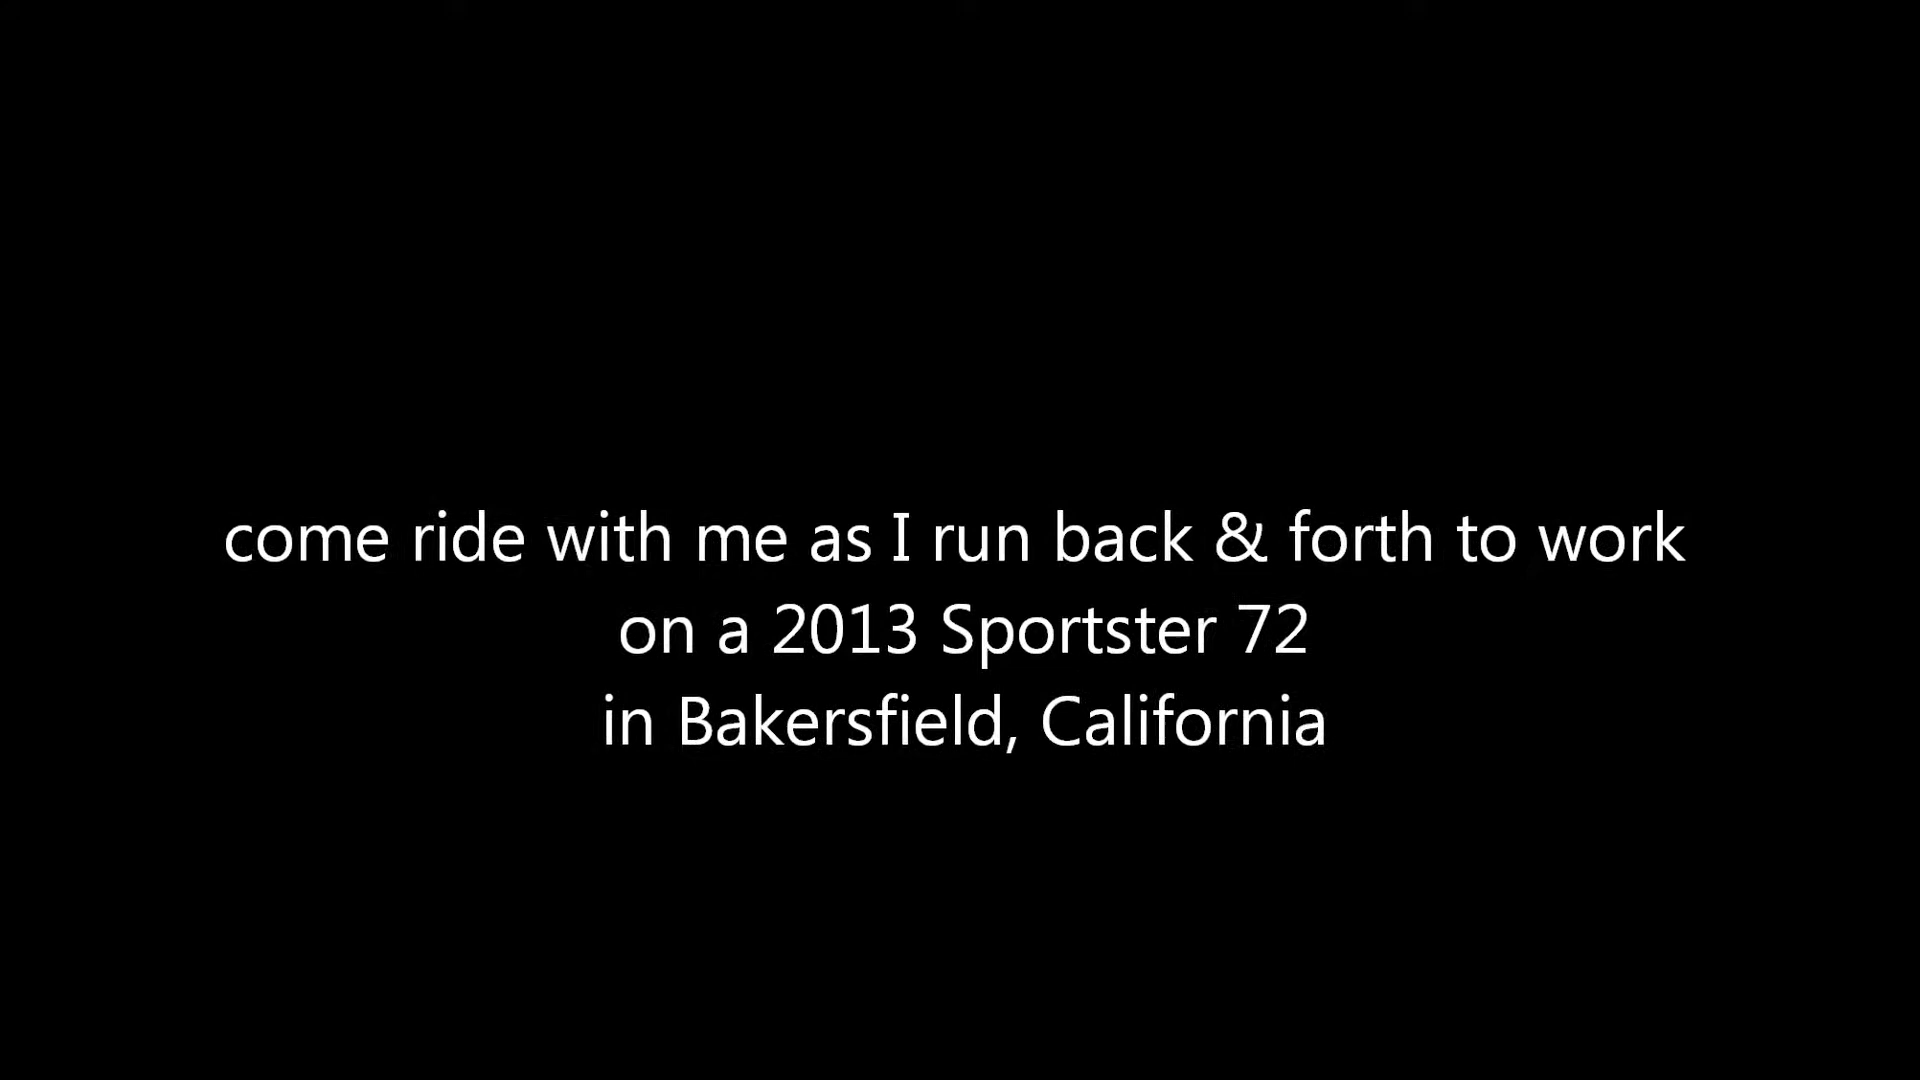 come ride with me as I run back & forth to work
on a 2013 Sportster 72
in Bakersfield, California